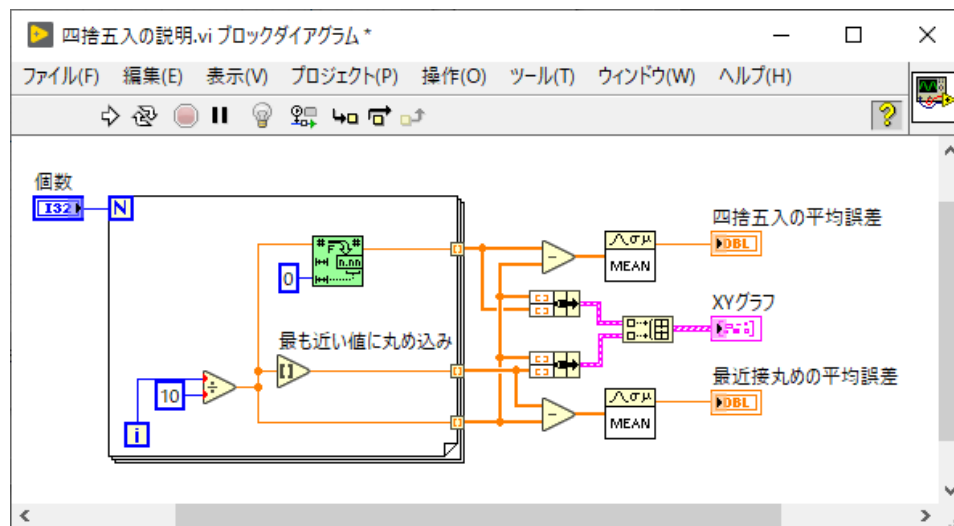 四捨五入の説明.vi ブロックダイアグラム *
ファイル(F) 編集(E) 表示(V) プロジェクト(P) 操作(O) ツール(T) ウィンドウ(W) ヘルプ(H)
個数
I32
N
0
n.nn
最も近い値に丸め込み
10
i
MEAN
四捨五入の平均誤差
DBL
XYグラフ
最近接丸めの平均誤差
DBL
MEAN